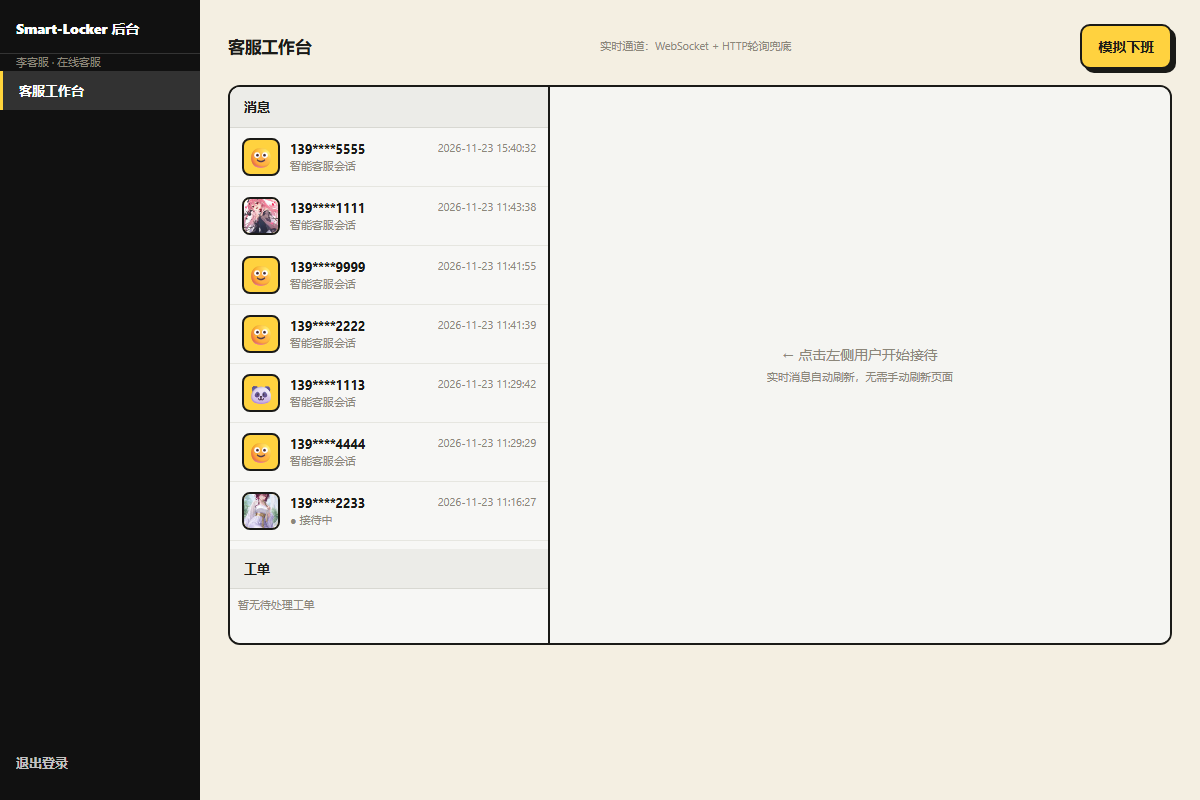 Smart-Locker 后台
李客服 · 在线客服
客服工作台
退出登录
客服工作台
实时通道：WebSocket + HTTP轮询兜底
模拟下班
消息
139****5555 2026-11-23 15:40:32
智能客服会话
139****1111 2026-11-23 11:43:38
智能客服会话
139****9999 2026-11-23 11:41:55
智能客服会话
139****2222 2026-11-23 11:41:39
智能客服会话
139****1113 2026-11-23 11:29:42
智能客服会话
139****4444 2026-11-23 11:29:29
智能客服会话
139****2233 2026-11-23 11:16:27
● 接待中
工单
暂无待处理工单
← 点击左侧用户开始接待
实时消息自动刷新，无需手动刷新页面